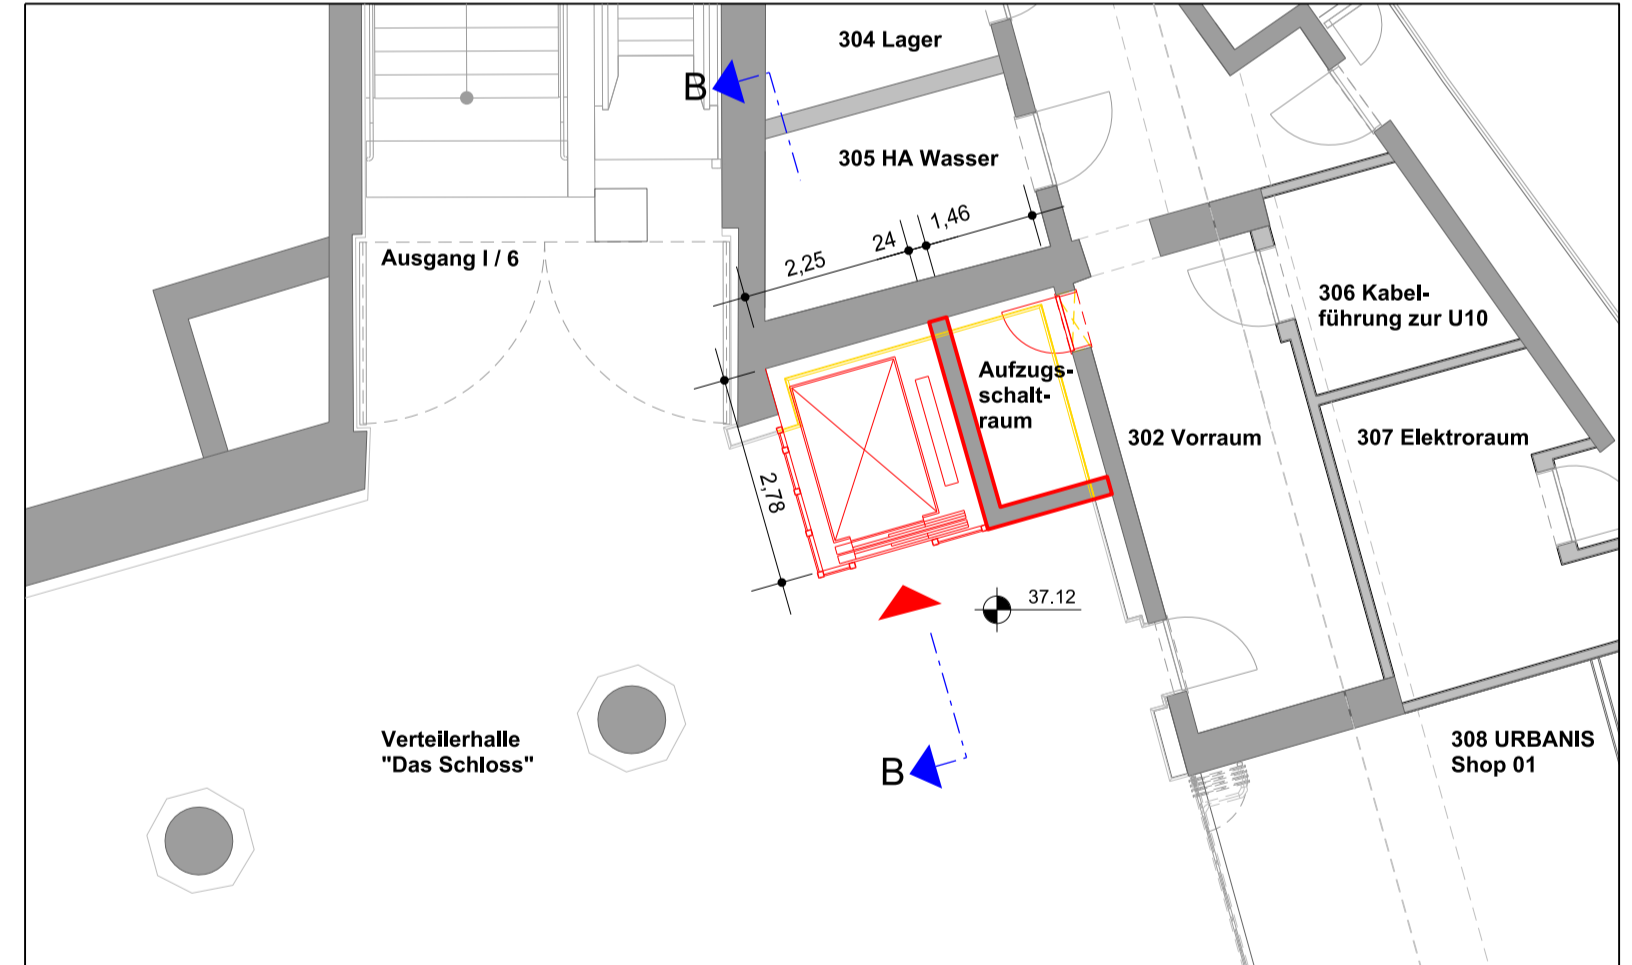 304 Lager
B
305 HA Wasser
1,46
24
2,25
Ausgang I / 6
306 Kabel-
führung zur U10
Aufzugs-
schalt-
raum
302 Vorraum
307 Elektroraum
2,78
37.12
Verteilerhalle
"Das Schloss"
B
308 URBANIS
Shop 01